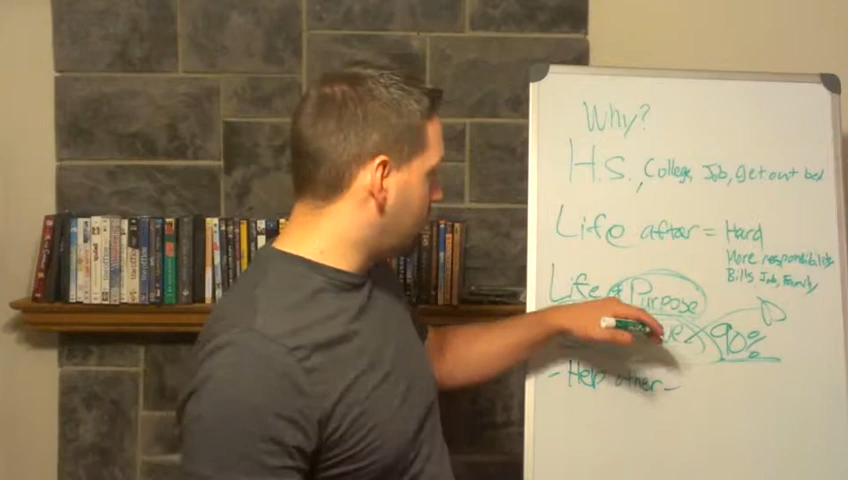 Why?
H.S., College, Job, get out bed
Life after = Hard
More responsibility
Bills, Job, Family
Life of Purpose
90%
- Help other -